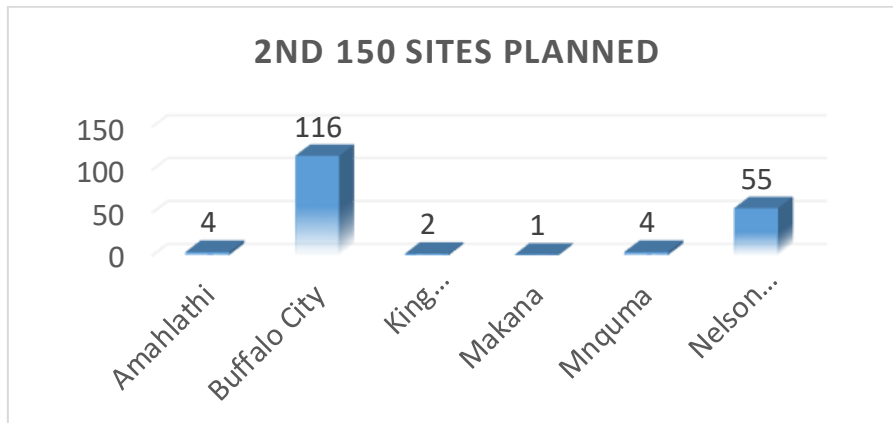 2ND 150 SITES PLANNED
150
100
50
0
4
116
2
1
4
55
Amahlathi
Buffalo City
King…
Makana
Mnquma
Nelson…